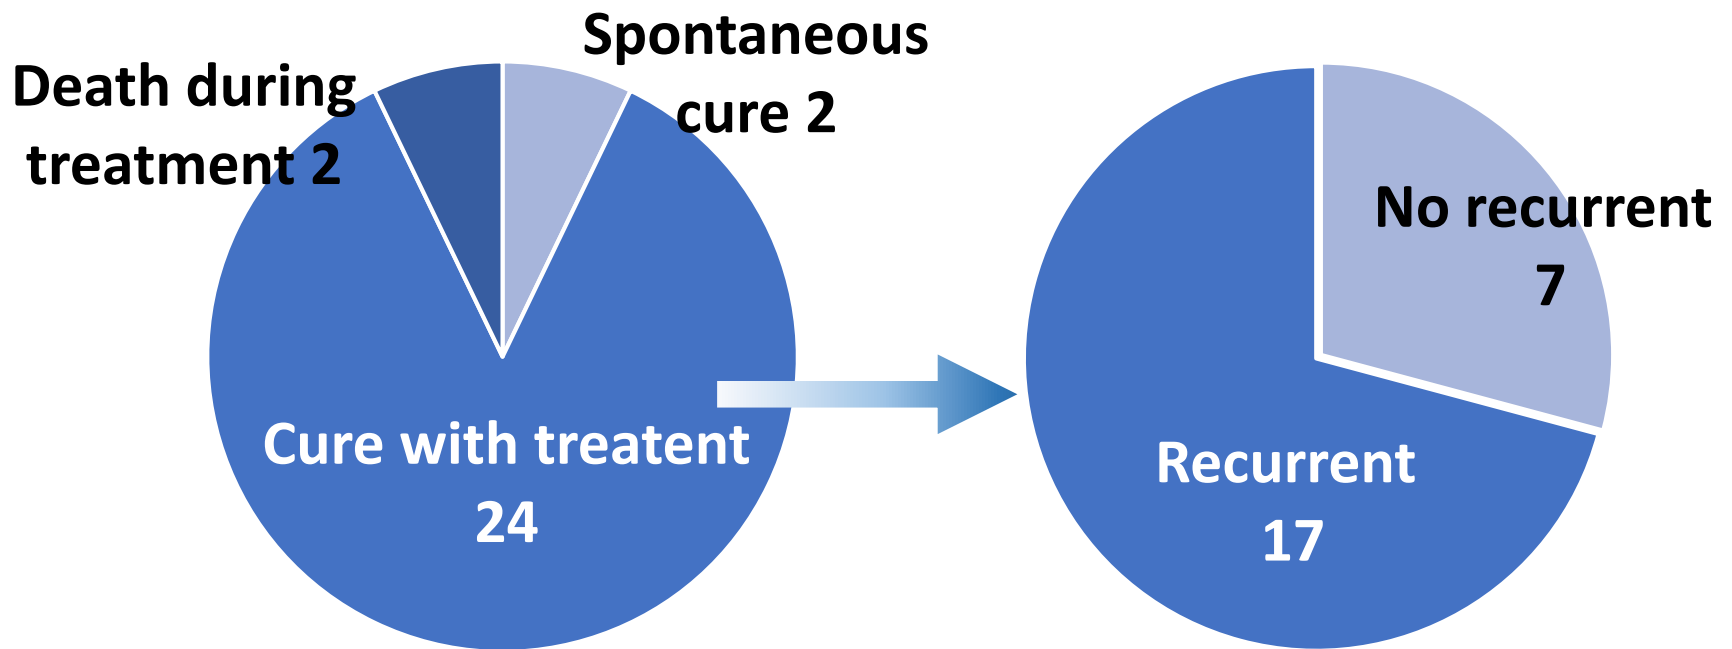 Death during
treatment 2
Spontaneous
cure 2
Cure with treatent
24
No recurrent
7
Recurrent
17